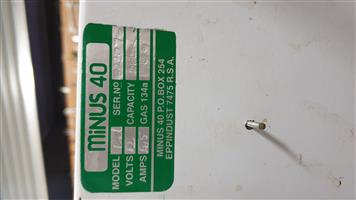 MINUS 40
MODEL SER.NO
VOLTS CAPACITY
AMPS GAS 134a
MINUS 40 P.O.BOX 254
EPPINDUST 7475 R.S.A.